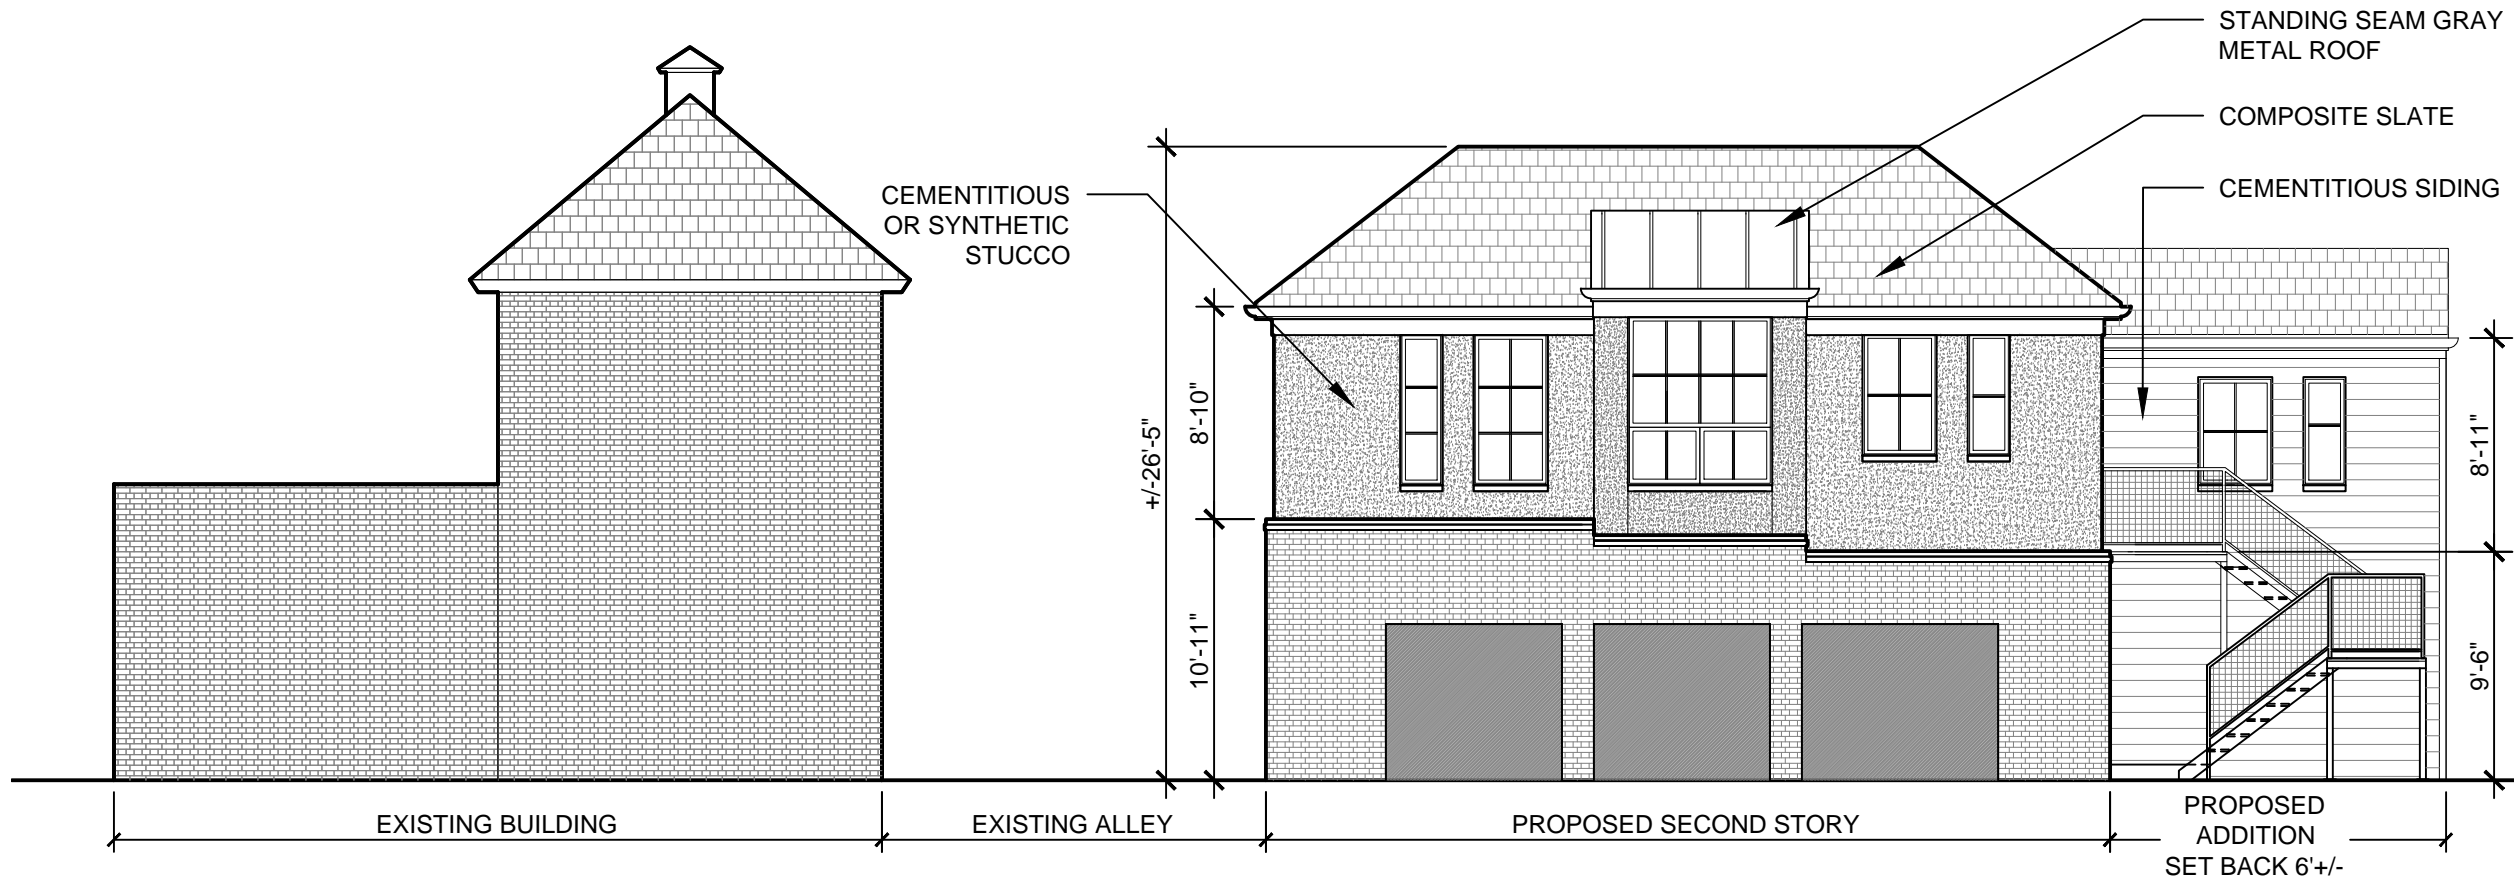 STANDING SEAM GRAY
METAL ROOF
COMPOSITE SLATE
CEMENTITIOUS SIDING
CEMENTITIOUS
OR SYNTHETIC
STUCCO
+/-26'-5"
8'-10"
10'-11"
8'-11"
9'-6"
EXISTING BUILDING
EXISTING ALLEY
PROPOSED SECOND STORY
PROPOSED
ADDITION
SET BACK 6'+/-